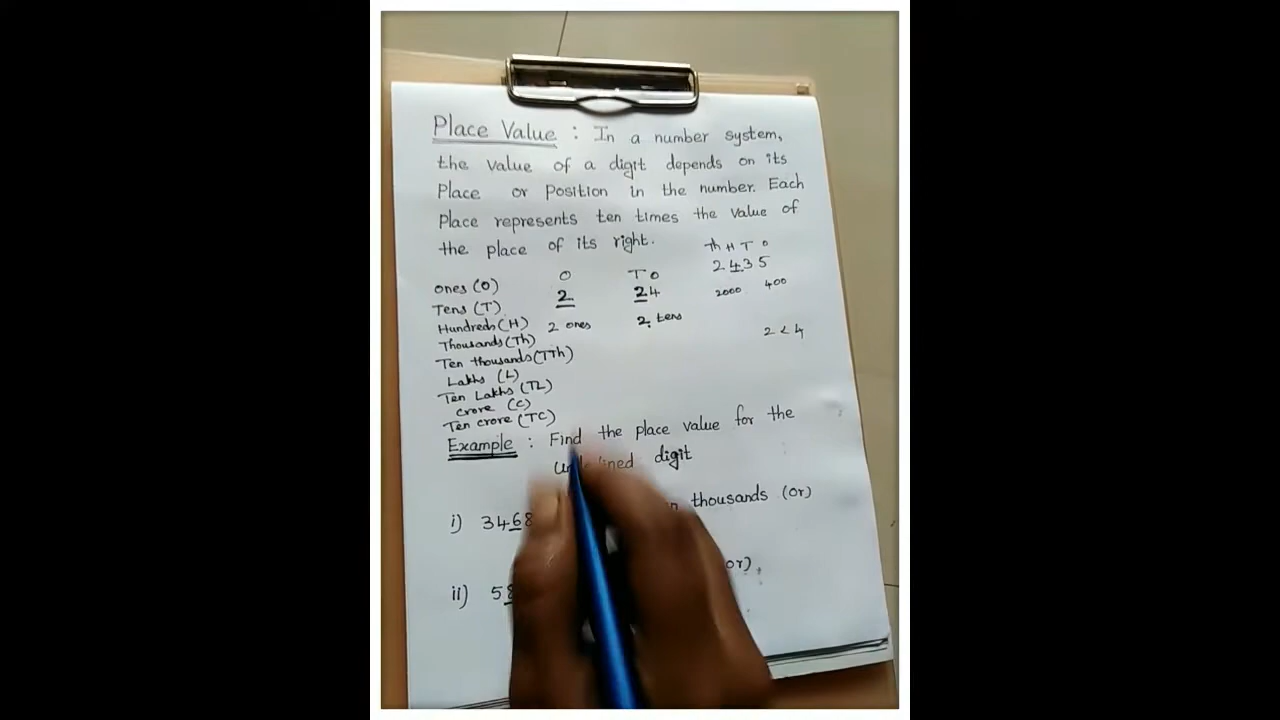 Place Value : In a number system,
the value of a digit depends on its
Place or position in the number. Each
Place represents ten times the value of
the place of its right.
Th H T O
2 4 3 5
2000 400
2 < 4
O
2
2 ones
T O
24
2 tens
Ones (O)
Tens (T)
Hundreds (H)
Thousands (Th)
Ten thousands (TTh)
Lakhs (L)
Ten Lakhs (TL)
crore (C)
Ten crore (TC)
Example : Find the place value for the
digit
i) 346 thousands (or)
ii) 58 (or)